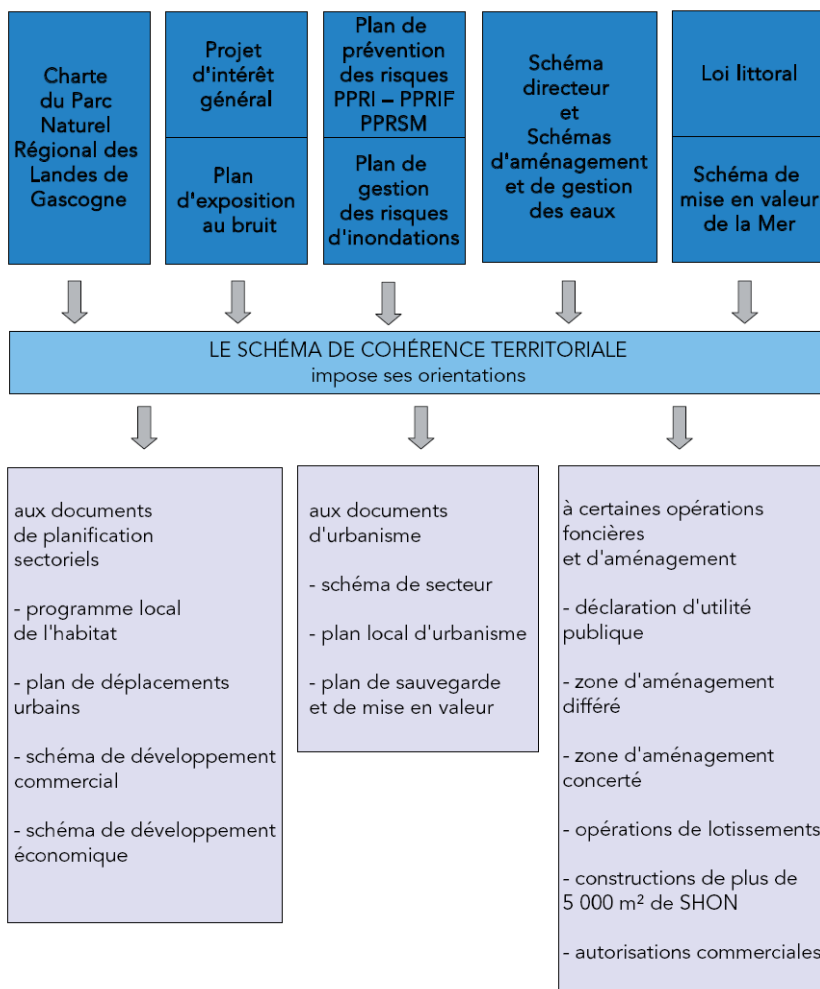 Charte
du Parc
Naturel
Régional des
Landes de
Gascogne
Projet
d'intérêt
général
Plan
d'exposition
au bruit
Plan de
prévention
des risques
PPRI – PPRIF
PPRSM
Plan de
gestion
des risques
d'inondations
Schéma
directeur
et
Schémas
d'aménagement
et de gestion
des eaux
Loi littoral
Schéma de
mise en valeur
de la Mer
LE SCHÉMA DE COHÉRENCE TERRITORIALE
impose ses orientations
aux documents
de planification
sectoriels
- programme local
de l'habitat
- plan de déplacements
urbains
- schéma de développement
commercial
- schéma de développement
économique
aux documents
d'urbanisme
- schéma de secteur
- plan local d'urbanisme
- plan de sauvegarde
et de mise en valeur
à certaines opérations
foncières
et d'aménagement
- déclaration d'utilité
publique
- zone d'aménagement
différé
- zone d'aménagement
concerté
- opérations de lotissements
- constructions de plus de
5 000 m² de SHON
- autorisations commerciales